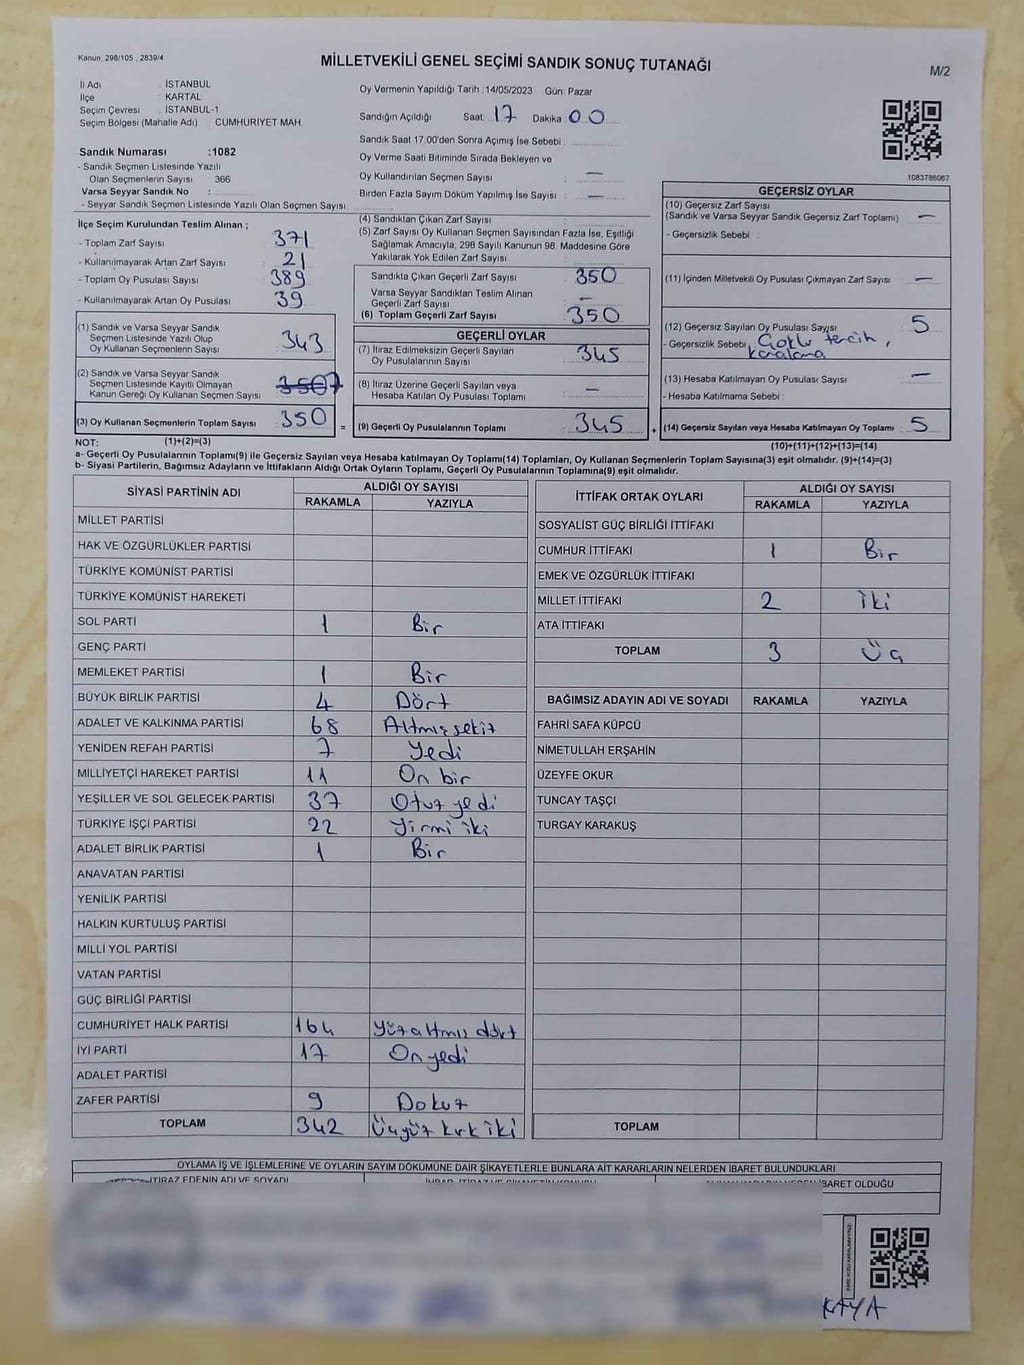 Kanun; 298/105 , 2839/4
MİLLETVEKİLİ GENEL SEÇİMİ SANDIK SONUÇ TUTANAĞI
M/2
İl Adı : İSTANBUL
İlçe : KARTAL
Seçim Çevresi : İSTANBUL-1
Seçim Bölgesi (Mahalle Adı) : CUMHURİYET MAH.
Sandık Numarası :1082
- Sandık Seçmen Listesinde Yazılı
Olan Seçmenlerin Sayısı : 366
Varsa Seyyar Sandık No :
- Seyyar Sandık Seçmen Listesinde Yazılı Olan Seçmen Sayısı:
Oy Vermenin Yapıldığı Tarih :14/05/2023 Gün: Pazar
Sandığın Açıldığı Saat: 17 Dakika : 00
Sandık Saat 17:00'den Sonra Açımış İse Sebebi :
Oy Verme Saati Bitiminde Sırada Bekleyen ve
Oy Kullandırılan Seçmen Sayısı : —
Birden Fazla Sayım Döküm Yapılmış İse Sayısı : —
1083786067
İlçe Seçim Kurulundan Teslim Alınan ;
- Toplam Zarf Sayısı : 371
- Kullanılmayarak Artan Zarf Sayısı : 21
- Toplam Oy Pusulası Sayısı : 389
- Kullanılmayarak Artan Oy Pusulası : 39
(1) Sandık ve Varsa Seyyar Sandık
Seçmen Listesinde Yazılı Olup
Oy Kullanan Seçmenlerin Sayısı : 343
(2) Sandık ve Varsa Seyyar Sandık
Seçmen Listesinde Kayıtlı Olmayan
Kanun Gereği Oy Kullanan Seçmen Sayısı : 350 7
(3) Oy Kullanan Seçmenlerin Toplam Sayısı : 350
(4) Sandıktan Çıkan Zarf Sayısı :
(5) Zarf Sayısı Oy Kullanan Seçmen Sayısından Fazla İse, Eşitliği
Sağlamak Amacıyla, 298 Sayılı Kanunun 98. Maddesine Göre
Yakılarak Yok Edilen Zarf Sayısı :
Sandıkta Çıkan Geçerli Zarf Sayısı : 350
Varsa Seyyar Sandıktan Teslim Alınan
Geçerli Zarf Sayısı : —
(6) Toplam Geçerli Zarf Sayısı : 350
GEÇERLİ OYLAR
(7) İtiraz Edilmeksizin Geçerli Sayılan
Oy Pusulalarının Sayısı : 345
(8) İtiraz Üzerine Geçerli Sayılan veya
Hesaba Katılan Oy Pusulası Toplamı : —
= (9) Geçerli Oy Pusulalarının Toplamı : 345 +
GEÇERSİZ OYLAR
(10) Geçersiz Zarf Sayısı
(Sandık ve Varsa Seyyar Sandık Geçersiz Zarf Toplamı) : —
- Geçersizlik Sebebi :
(11) İçinden Milletvekili Oy Pusulası Çıkmayan Zarf Sayısı : —
(12) Geçersiz Sayılan Oy Pusulası Sayısı : 5
- Geçersizlik Sebebi : Çoklu tercih,
karalama
(13) Hesaba Katılmayan Oy Pusulası Sayısı : —
- Hesaba Katılmama Sebebi :
(14) Geçersiz Sayılan veya Hesaba Katılmayan Oy Toplamı : 5
NOT: (1)+(2)=(3)
(10)+(11)+(12)+(13)=(14)
a- Geçerli Oy Pusulalarının Toplamı(9) ile Geçersiz Sayılan veya Hesaba katılmayan Oy Toplamı(14) Toplamları, Oy Kullanan Seçmenlerin Toplam Sayısına(3) eşit olmalıdır. (9)+(14)=(3)
b- Siyasi Partilerin, Bağımsız Adayların ve İttifakların Aldığı Ortak Oyların Toplamı, Geçerli Oy Pusulalarının Toplamına(9) eşit olmalıdır.
SİYASİ PARTİNİN ADI ALDIĞI OY SAYISI
RAKAMLA YAZIYLA
MİLLET PARTİSİ
HAK VE ÖZGÜRLÜKLER PARTİSİ
TÜRKİYE KOMÜNİST PARTİSİ
TÜRKİYE KOMÜNİST HAREKETİ
SOL PARTİ 1 Bir
GENÇ PARTİ
MEMLEKET PARTİSİ 1 Bir
BÜYÜK BİRLİK PARTİSİ 4 Dört
ADALET VE KALKINMA PARTİSİ 68 Altmış sekiz
YENİDEN REFAH PARTİSİ 7 Yedi
MİLLİYETÇİ HAREKET PARTİSİ 11 On bir
YEŞİLLER VE SOL GELECEK PARTİSİ 37 Otuz yedi
TÜRKİYE İŞÇİ PARTİSİ 22 Yirmi iki
ADALET BİRLİK PARTİSİ 1 Bir
ANAVATAN PARTİSİ
YENİLİK PARTİSİ
HALKIN KURTULUŞ PARTİSİ
MİLLİ YOL PARTİSİ
VATAN PARTİSİ
GÜÇ BİRLİĞİ PARTİSİ
CUMHURİYET HALK PARTİSİ 164 Yüz altmış dört
İYİ PARTİ 17 On yedi
ADALET PARTİSİ
ZAFER PARTİSİ 9 Dokuz
TOPLAM 342 Üçyüz kırk iki
İTTİFAK ORTAK OYLARI ALDIĞI OY SAYISI
RAKAMLA YAZIYLA
SOSYALİST GÜÇ BİRLİĞİ İTTİFAKI
CUMHUR İTTİFAKI 1 Bir
EMEK VE ÖZGÜRLÜK İTTİFAKI
MİLLET İTTİFAKI 2 İki
ATA İTTİFAKI
TOPLAM 3 Üç
BAĞIMSIZ ADAYIN ADI VE SOYADI RAKAMLA YAZIYLA
FAHRİ SAFA KÜPCÜ
NİMETULLAH ERŞAHİN
ÜZEYFE OKUR
TUNCAY TAŞÇI
TURGAY KARAKUŞ
TOPLAM
OYLAMA İŞ VE İŞLEMLERİNE VE OYLARIN SAYIM DÖKÜMÜNE DAİR ŞİKAYETLERLE BUNLARA AİT KARARLARIN NELERDEN İBARET BULUNDUKLARI
İTİRAZ EDENİN ADI VE SOYADI
İBARET OLDUĞU
KAYA